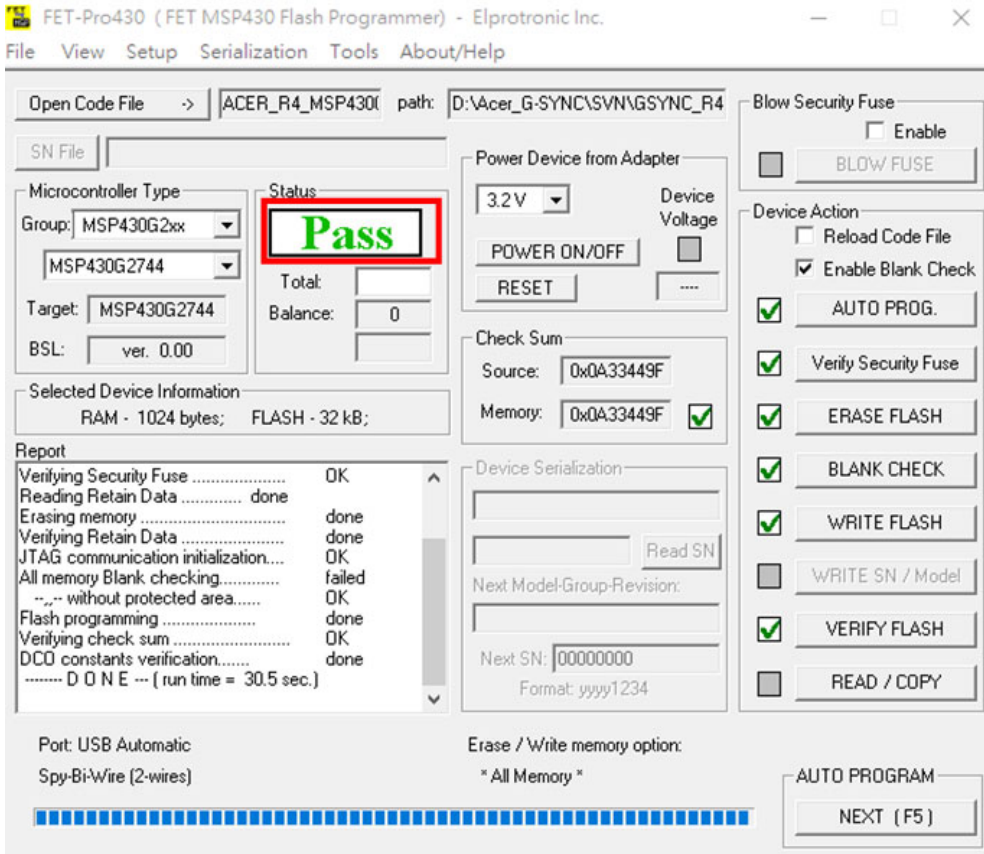 FET-Pro430 ( FET MSP430 Flash Programmer) - Elprotronic Inc.
File View Setup Serialization Tools About/Help
Open Code File -> ACER_R4_MSP430( path: D:\Acer_G-SYNC\SVN\GSYNC_R4
SN File
Microcontroller Type
Group: MSP430G2xx
MSP430G2744
Target: MSP430G2744
BSL: ver. 0.00
Status
Pass
Total:
Balance: 0
Selected Device Information
RAM - 1024 bytes; FLASH - 32 kB;
Report
Verifying Security Fuse ..................... OK
Reading Retain Data ............. done
Erasing memory ................................ done
Verifying Retain Data ....................... done
JTAG communication initialization.... OK
All memory Blank checking............. failed
--,,-- without protected area...... OK
Flash programming ......................... done
Verifying check sum .......................... OK
DCO constants verification....... done
-------- D O N E --- ( run time = 30.5 sec.)
Power Device from Adapter
3.2 V
Device
Voltage
POWER ON/OFF
RESET
----
Check Sum
Source: 0x0A33449F
Memory: 0x0A33449F
Device Serialization
Read SN
Next Model-Group-Revision:
Next SN: 00000000
Format: yyyy1234
Blow Security Fuse
Enable
BLOW FUSE
Device Action
Reload Code File
Enable Blank Check
AUTO PROG.
Verify Security Fuse
ERASE FLASH
BLANK CHECK
WRITE FLASH
WRITE SN / Model
VERIFY FLASH
READ / COPY
Port: USB Automatic
Spy-Bi-Wire (2-wires)
Erase / Write memory option:
* All Memory *
AUTO PROGRAM
NEXT ( F5 )